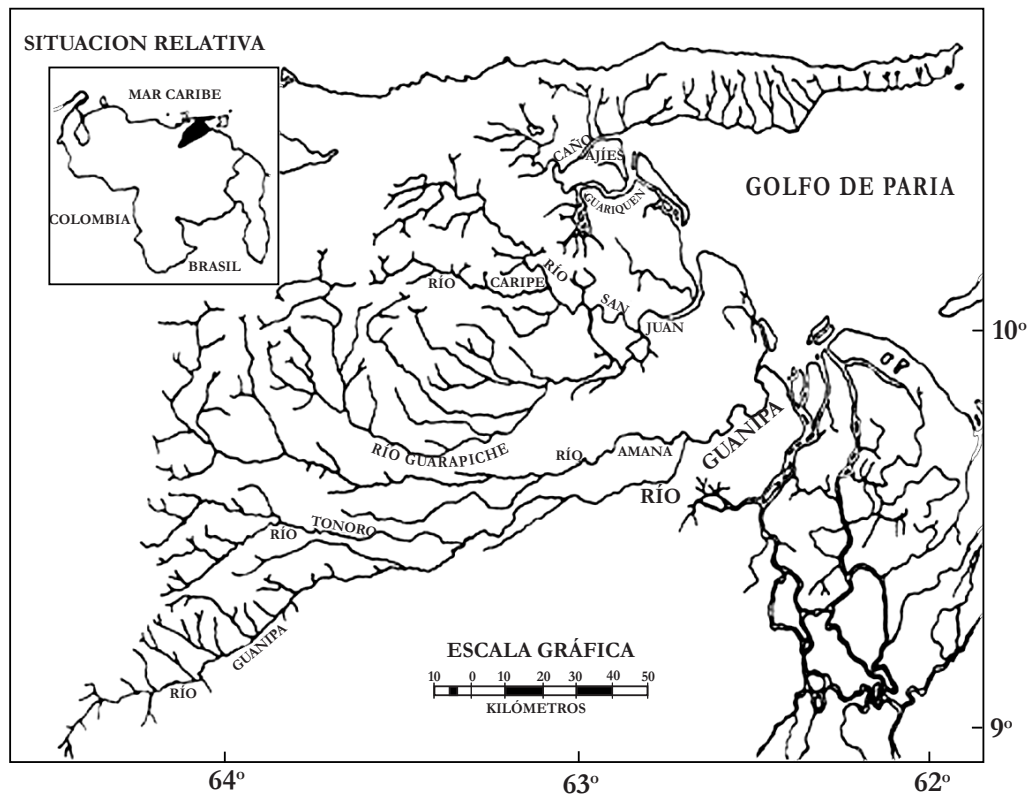 SITUACION RELATIVA
MAR CARIBE
COLOMBIA
BRASIL
CAÑO
AJÍES
GUARIQUEN
GOLFO DE PARIA
RÍO
CARIPE
RÍO
SAN
JUAN
10º
RÍO GUARAPICHE
RÍO
AMANA
RÍO
GUANIPA
RÍO
TONORO
RÍO
GUANIPA
ESCALA GRÁFICA
10 0 10 20 30 40 50
KILÓMETROS
9º
64º
63º
62º